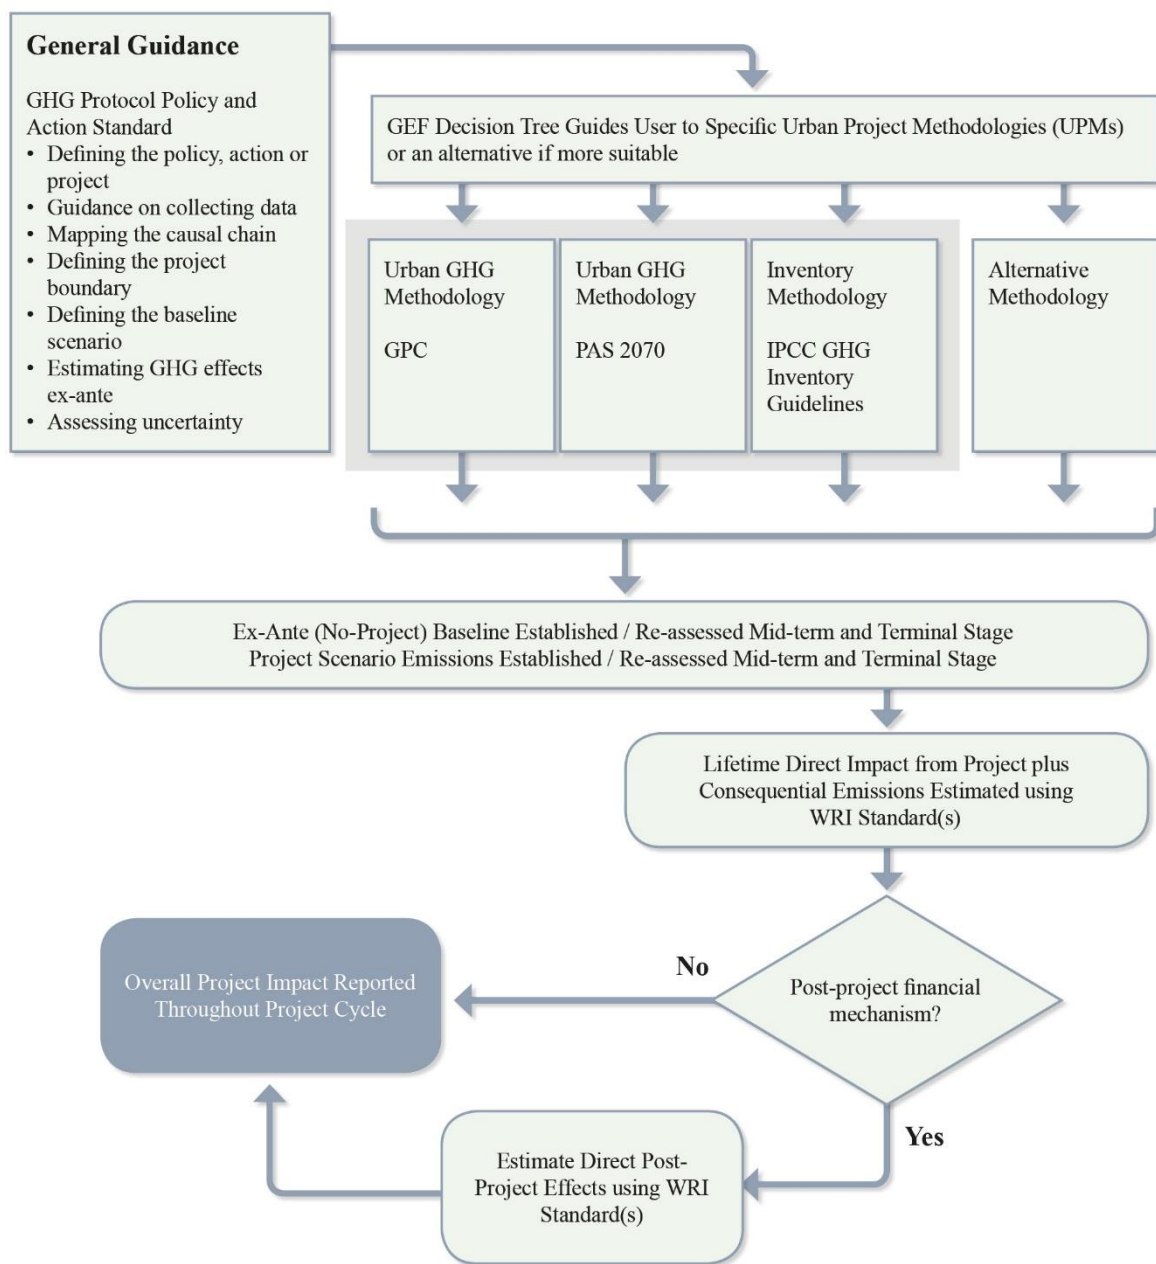 General Guidance
GHG Protocol Policy and
Action Standard
• Defining the policy, action or
project
• Guidance on collecting data
• Mapping the causal chain
• Defining the project
boundary
• Defining the baseline
scenario
• Estimating GHG effects
ex-ante
• Assessing uncertainty
GEF Decision Tree Guides User to Specific Urban Project Methodologies (UPMs)
or an alternative if more suitable
Urban GHG
Methodology
GPC
Urban GHG
Methodology
PAS 2070
Inventory
Methodology
IPCC GHG
Inventory
Guidelines
Alternative
Methodology
Ex-Ante (No-Project) Baseline Established / Re-assessed Mid-term and Terminal Stage
Project Scenario Emissions Established / Re-assessed Mid-term and Terminal Stage
Lifetime Direct Impact from Project plus
Consequential Emissions Estimated using
WRI Standard(s)
Post-project financial
mechanism?
No
Overall Project Impact Reported
Throughout Project Cycle
Yes
Estimate Direct Post-
Project Effects using WRI
Standard(s)